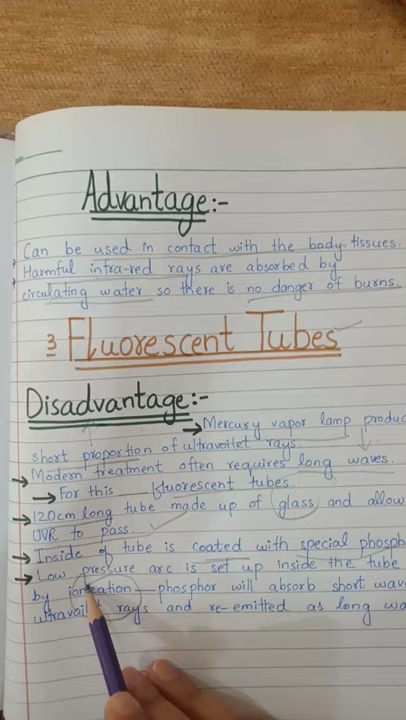 Advantage:-
Can be used in contact with the body tissues.
Harmful infra-red rays are absorbed by
circulating water so there is no danger of burns.
3 Fluorescent Tubes
Disadvantage:-
→ Mercury vapor lamp produc
short proportion of ultravoilet rays.
→ Modern treatment often requires long waves.
→ For this fluorescent tubes
→ 120cm long tube made up of glass and allow
UVR to pass.
→ Inside of tube is coated with special phosph
→ Low pressure arc is set up inside the tube
by ionization — phosphor will absorb short wave
ultravoilet rays and re-emitted as long wa